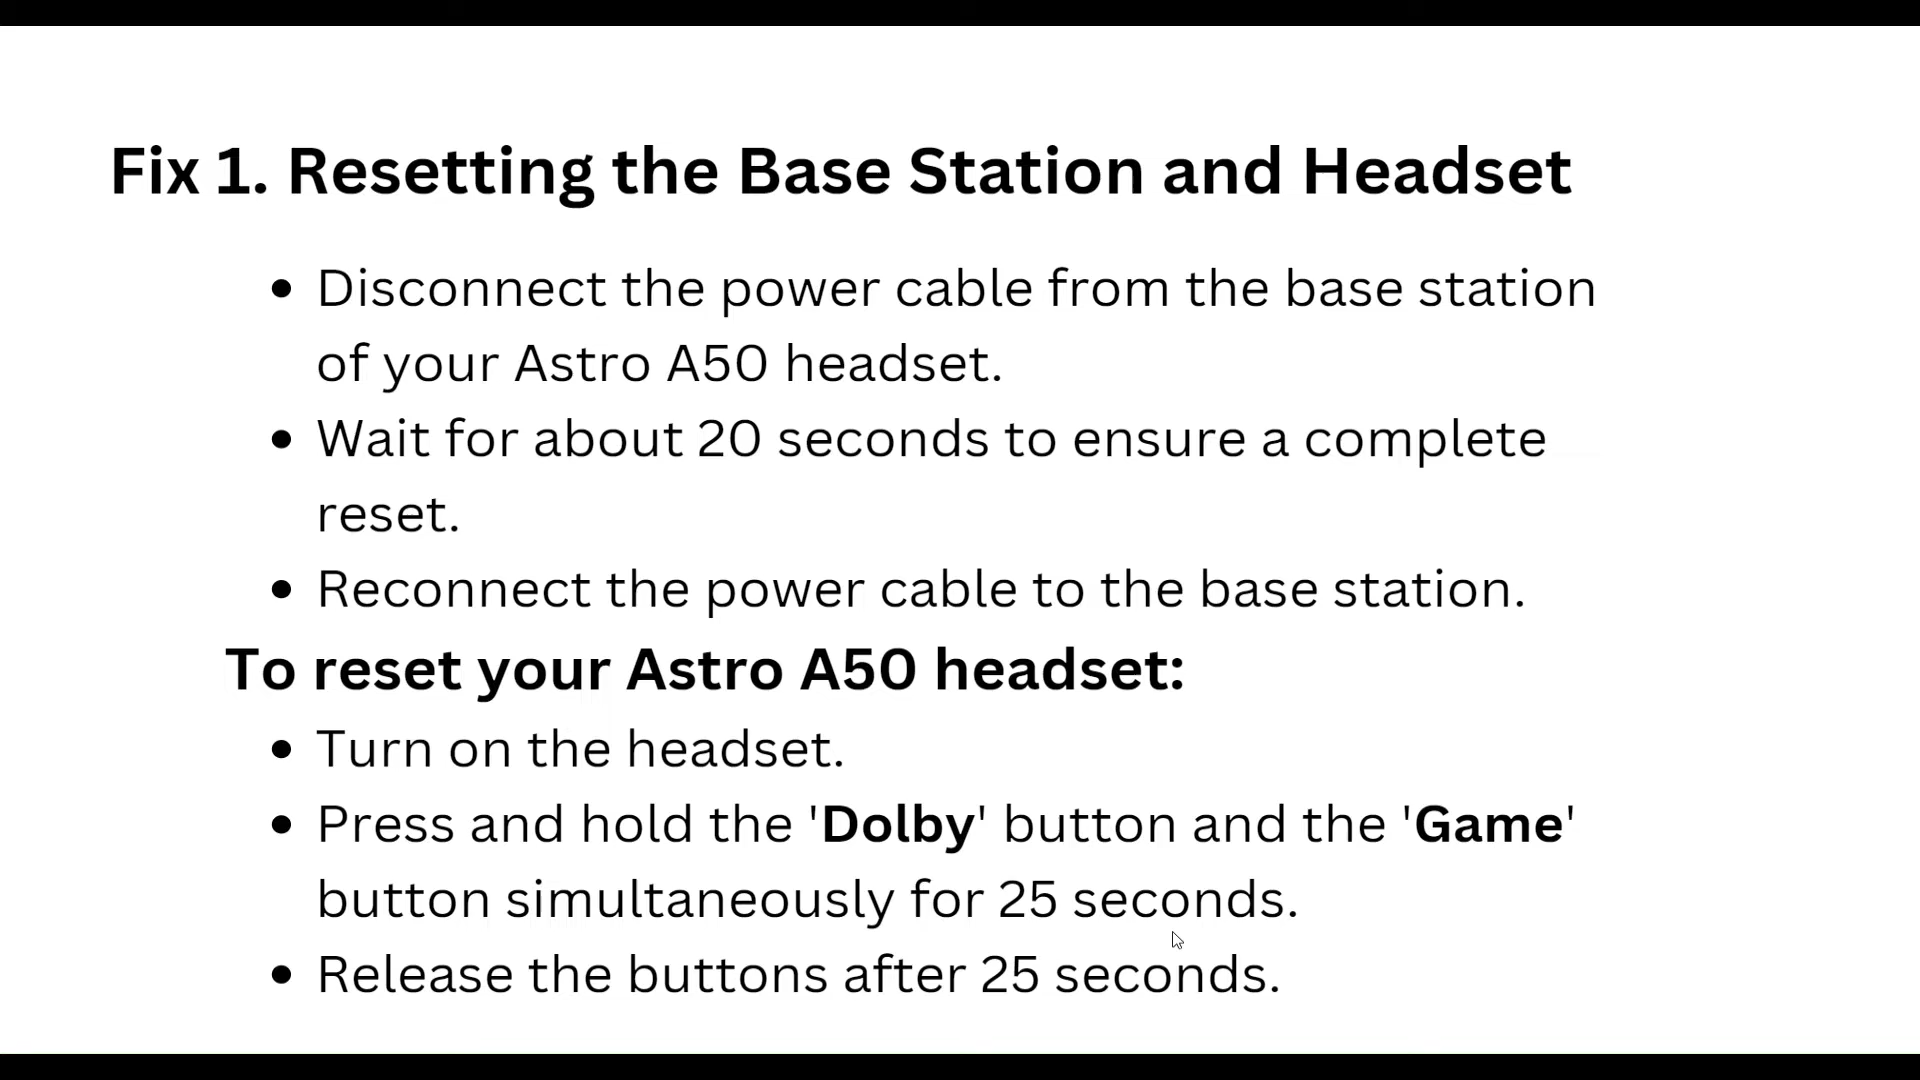 Fix 1. Resetting the Base Station and Headset
• Disconnect the power cable from the base station
of your Astro A50 headset.
• Wait for about 20 seconds to ensure a complete
reset.
• Reconnect the power cable to the base station.
To reset your Astro A50 headset:
• Turn on the headset.
• Press and hold the 'Dolby' button and the 'Game'
button simultaneously for 25 seconds.
• Release the buttons after 25 seconds.